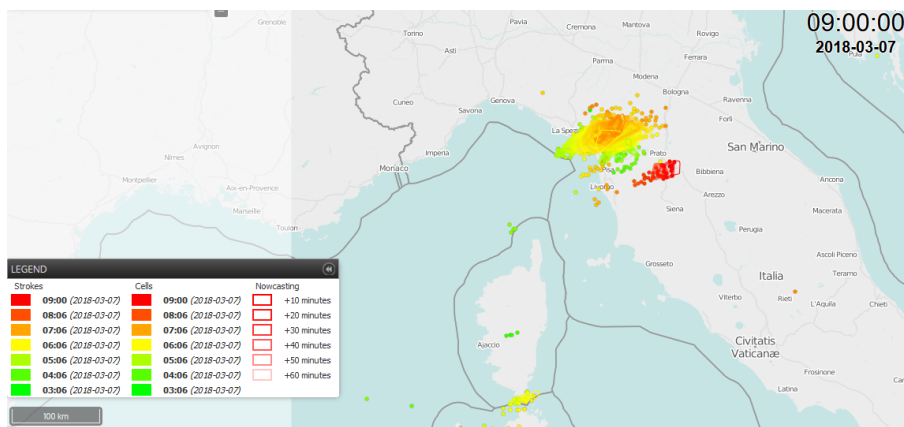 09:00:00
2018-03-07
Grenoble
Torino
Pavia
Cremona
Mantova
Rovigo
Pula
Asti
Parma
Ferrara
Modena
Cuneo
Genova
Bologna
Savona
Ravenna
La Spezia
Forlì
Avignon
Imperia
Prato
San Marino
Nîmes
Monaco
Pisa
Bibbiena
Montpellier
Aix-en-Provence
Livorno
Arezzo
Ancona
Marseille
Siena
Macerata
Toulon
Perugia
Ascoli Piceno
Grosseto
Teramo
Italia
Viterbo
Rieti
L'Aquila
Chieti
Ajaccio
Civitatis
Vaticanæ
Frosinone
Latina
LEGEND
Strokes Cells Nowcasting
09:00 (2018-03-07) 09:00 (2018-03-07) +10 minutes
08:06 (2018-03-07) 08:06 (2018-03-07) +20 minutes
07:06 (2018-03-07) 07:06 (2018-03-07) +30 minutes
06:06 (2018-03-07) 06:06 (2018-03-07) +40 minutes
05:06 (2018-03-07) 05:06 (2018-03-07) +50 minutes
04:06 (2018-03-07) 04:06 (2018-03-07) +60 minutes
03:06 (2018-03-07) 03:06 (2018-03-07)
100 km